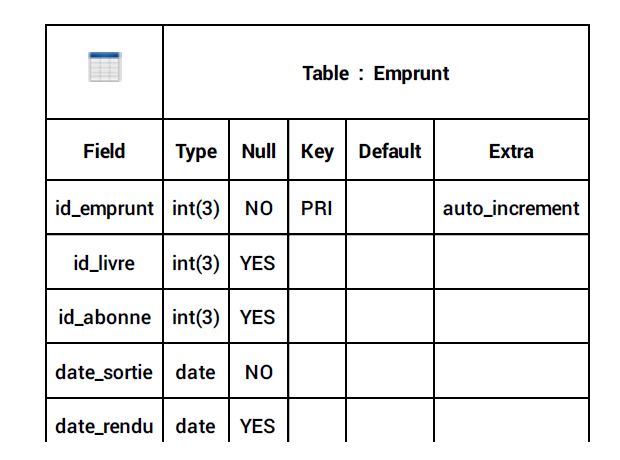 Table : Emprunt
Field Type Null Key Default Extra
id_emprunt int(3) NO PRI auto_increment
id_livre int(3) YES
id_abonne int(3) YES
date_sortie date NO
date_rendu date YES